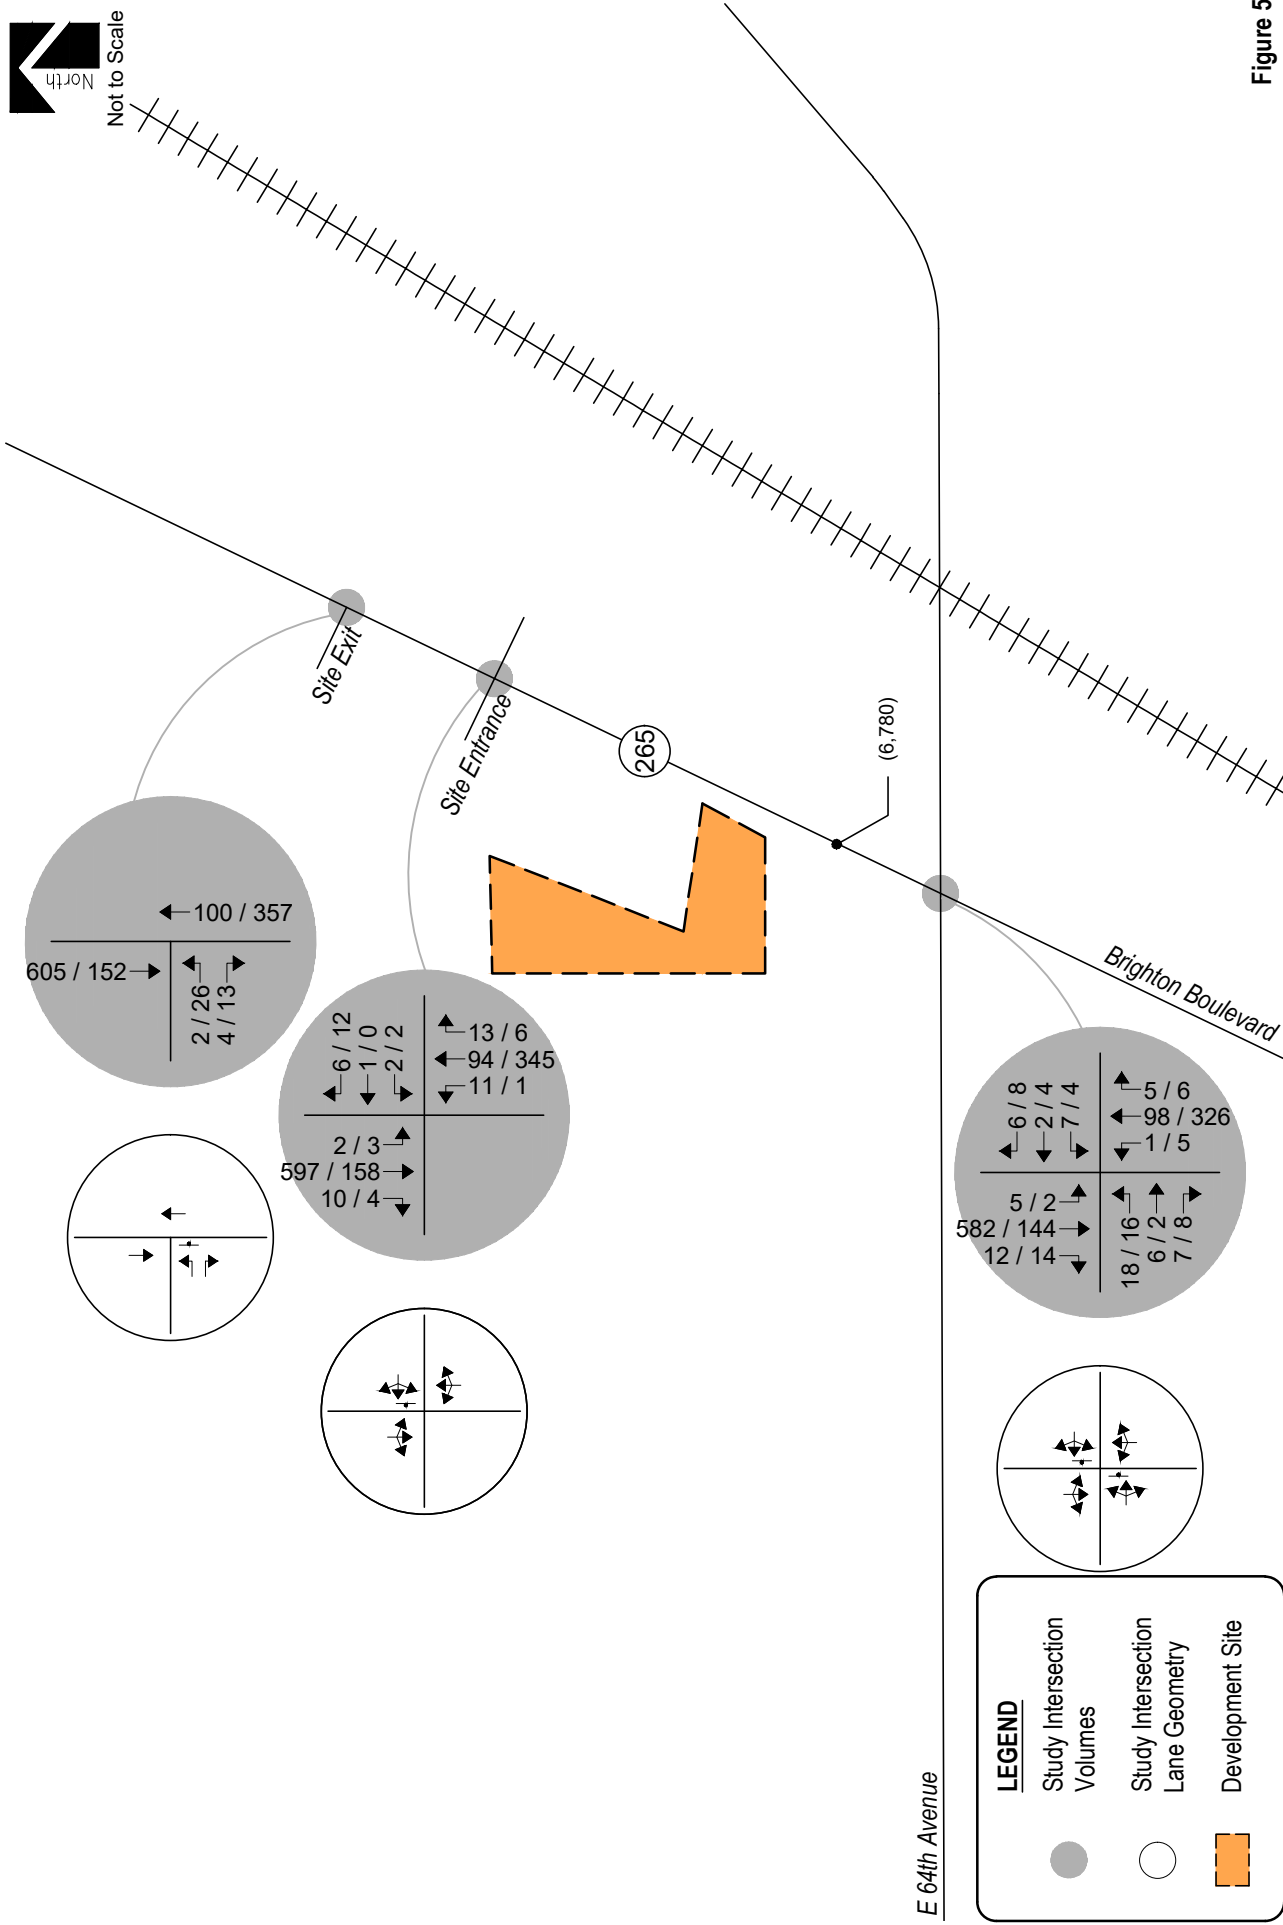 North
Not to Scale
Figure 5
Site Exit
Site Entrance
265
(6,780)
Brighton Boulevard
E 64th Avenue
100 / 357
605 / 152
2 / 26
4 / 13
6 / 12
1 / 0
2 / 2
13 / 6
94 / 345
11 / 1
2 / 3
597 / 158
10 / 4
6 / 8
2 / 4
7 / 4
5 / 6
98 / 326
1 / 5
5 / 2
582 / 144
12 / 14
18 / 16
6 / 2
7 / 8
LEGEND
Study Intersection
Volumes
Study Intersection
Lane Geometry
Development Site